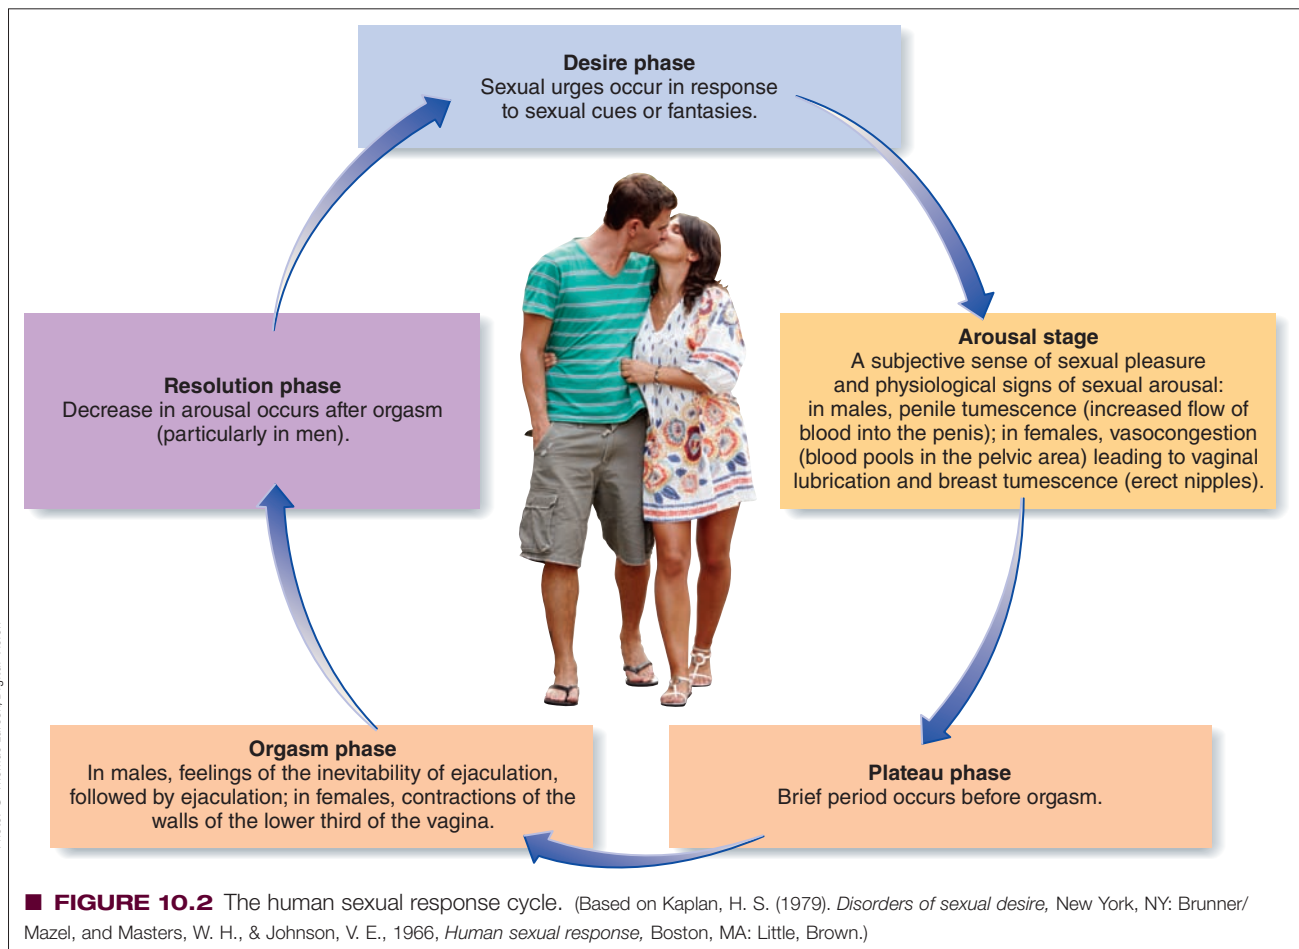 Desire phase
Sexual urges occur in response
to sexual cues or fantasies.
Arousal stage
A subjective sense of sexual pleasure
and physiological signs of sexual arousal:
in males, penile tumescence (increased flow of
blood into the penis); in females, vasocongestion
(blood pools in the pelvic area) leading to vaginal
lubrication and breast tumescence (erect nipples).
Plateau phase
Brief period occurs before orgasm.
Orgasm phase
In males, feelings of the inevitability of ejaculation,
followed by ejaculation; in females, contractions of the
walls of the lower third of the vagina.
Resolution phase
Decrease in arousal occurs after orgasm
(particularly in men).
■ FIGURE 10.2 The human sexual response cycle. (Based on Kaplan, H. S. (1979). Disorders of sexual desire, New York, NY: Brunner/
Mazel, and Masters, W. H., & Johnson, V. E., 1966, Human sexual response, Boston, MA: Little, Brown.)